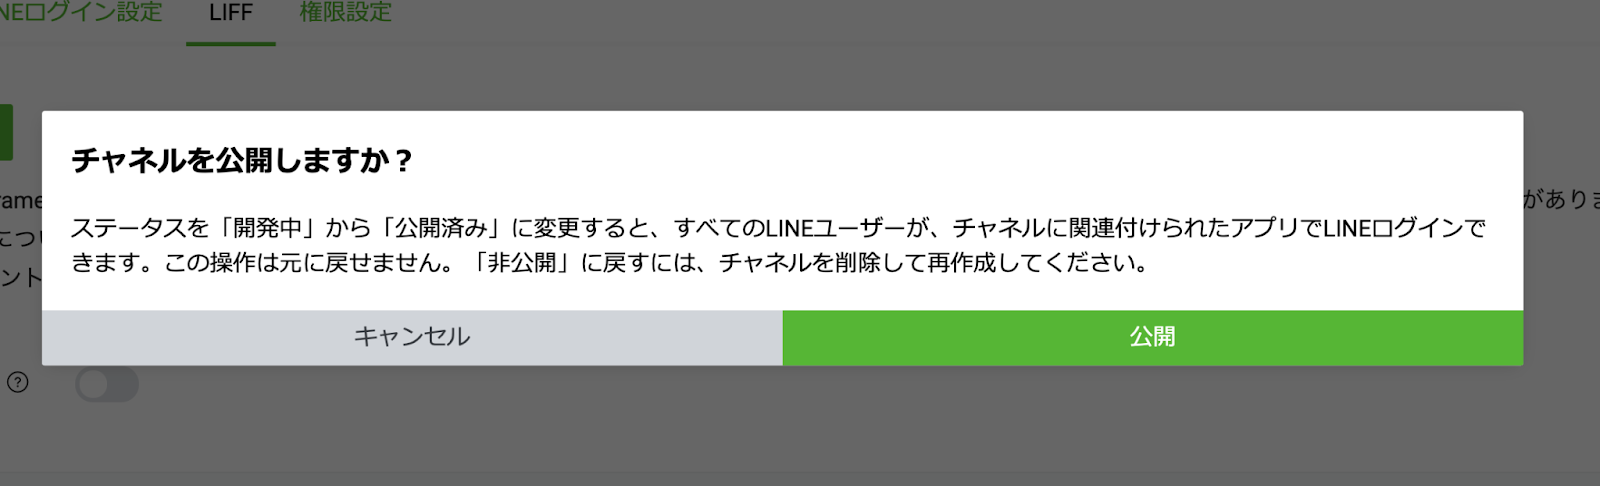 NEログイン設定 LIFF 権限設定
チャネルを公開しますか？
rame
があり
ステータスを「開発中」から「公開済み」に変更すると、すべてのLINEユーザーが、チャネルに関連付けられたアプリでLINEログインで
につ
きます。この操作は元に戻せません。「非公開」に戻すには、チャネルを削除して再作成してください。
ント
キャンセル 公開
?